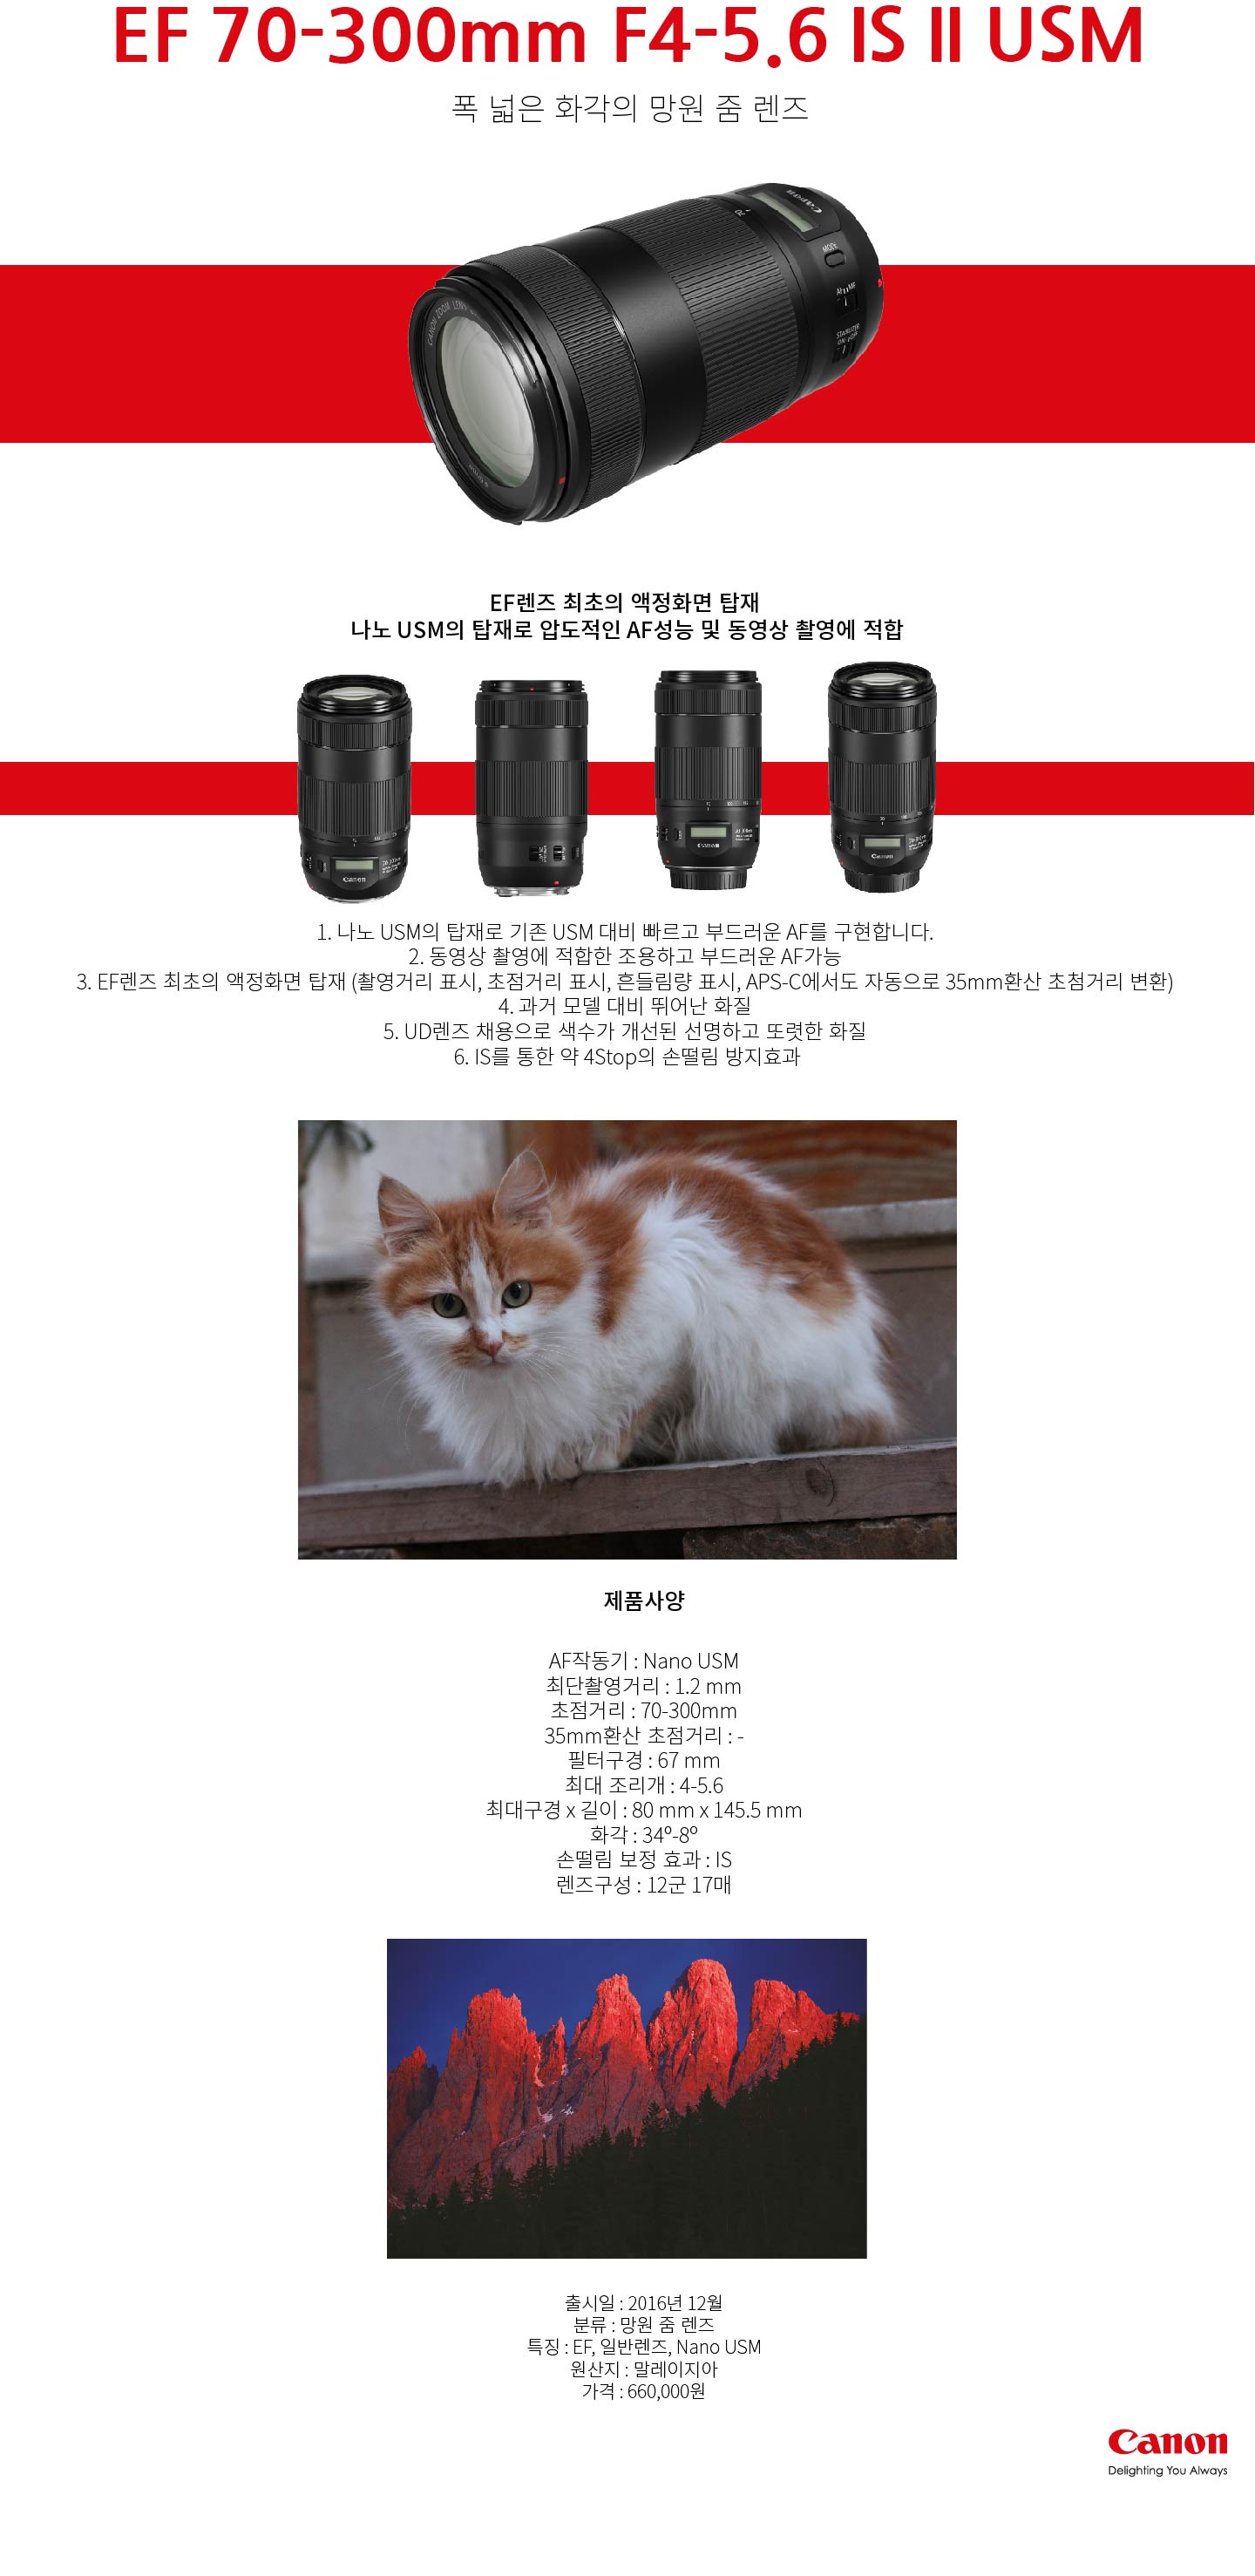 EF 70-300mm F4-5.6 IS II USM
폭 넓은 화각의 망원 줌 렌즈
Canon
70
MODE
AF MF
STABILIZER
CANON ZOOM LENS
EF렌즈 최초의 액정화면 탑재
나노 USM의 탑재로 압도적인 AF성능 및 동영상 촬영에 적합
Canon
Canon
Canon
1. 나노 USM의 탑재로 기존 USM 대비 빠르고 부드러운 AF를 구현합니다.
2. 동영상 촬영에 적합한 조용하고 부드러운 AF가능
3. EF렌즈 최초의 액정화면 탑재 (촬영거리 표시, 초점거리 표시, 흔들림량 표시, APS-C에서도 자동으로 35mm환산 초첨거리 변환)
4. 과거 모델 대비 뛰어난 화질
5. UD렌즈 채용으로 색수가 개선된 선명하고 또렷한 화질
6. IS를 통한 약 4Stop의 손떨림 방지효과
제품사양
AF작동기 : Nano USM
최단촬영거리 : 1.2 mm
초점거리 : 70-300mm
35mm환산 초점거리 : -
필터구경 : 67 mm
최대 조리개 : 4-5.6
최대구경 x 길이 : 80 mm x 145.5 mm
화각 : 34º-8º
손떨림 보정 효과 : IS
렌즈구성 : 12군 17매
출시일 : 2016년 12월
분류 : 망원 줌 렌즈
특징 : EF, 일반렌즈, Nano USM
원산지 : 말레이지아
가격 : 660,000원
Canon
Delighting You Always